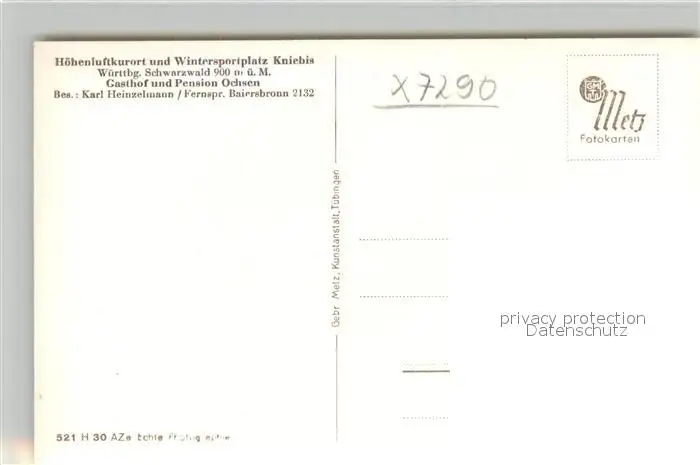 Höhenluftkurort und Wintersportplatz Kniebis
Württbg. Schwarzwald 900 m ü. M.
Gasthof und Pension Ochsen
Bes.: Karl Heinzelmann / Fernspr. Baiersbronn 2132
X7290
Metz
Fotokarten
Gebr. Metz, Kunstanstalt, Tübingen
privacy protection
Datenschutz
521 H 30 AZe Echte